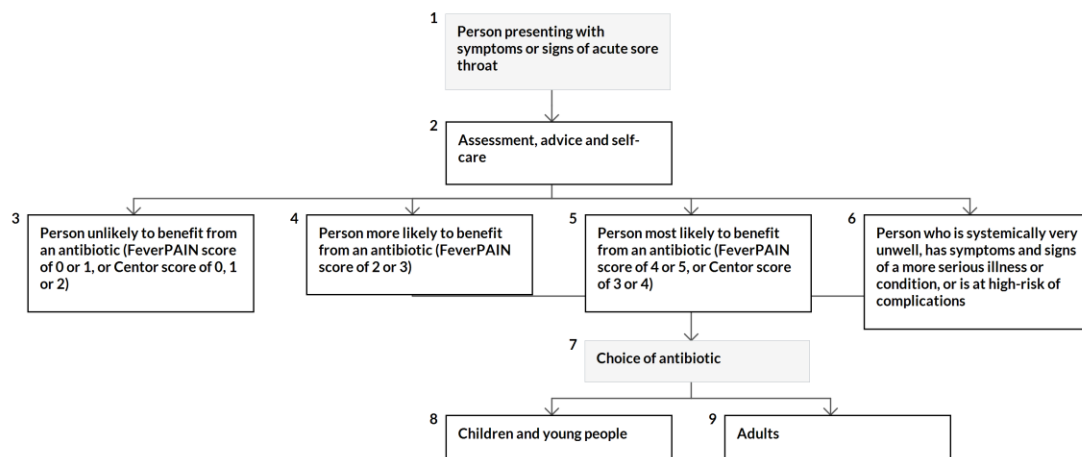 1
Person presenting with
symptoms or signs of acute sore
throat
2
Assessment, advice and self-
care
3
Person unlikely to benefit from
an antibiotic (FeverPAIN score
of 0 or 1, or Centor score of 0, 1
or 2)
4
Person more likely to benefit
from an antibiotic (FeverPAIN
score of 2 or 3)
5
Person most likely to benefit
from an antibiotic (FeverPAIN
score of 4 or 5, or Centor score
of 3 or 4)
6
Person who is systemically very
unwell, has symptoms and signs
of a more serious illness or
condition, or is at high-risk of
complications
7
Choice of antibiotic
8
Children and young people
9
Adults